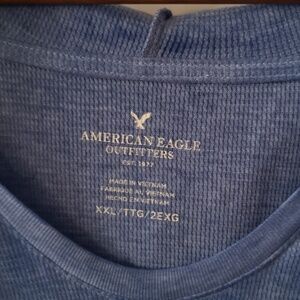 AMERICAN EAGLE
OUTFITTERS
EST. 1977
MADE IN VIETNAM
FABRIQUÉ AU VIETNAM
HECHO EN VIETNAM
XXL/TTG/2EXG